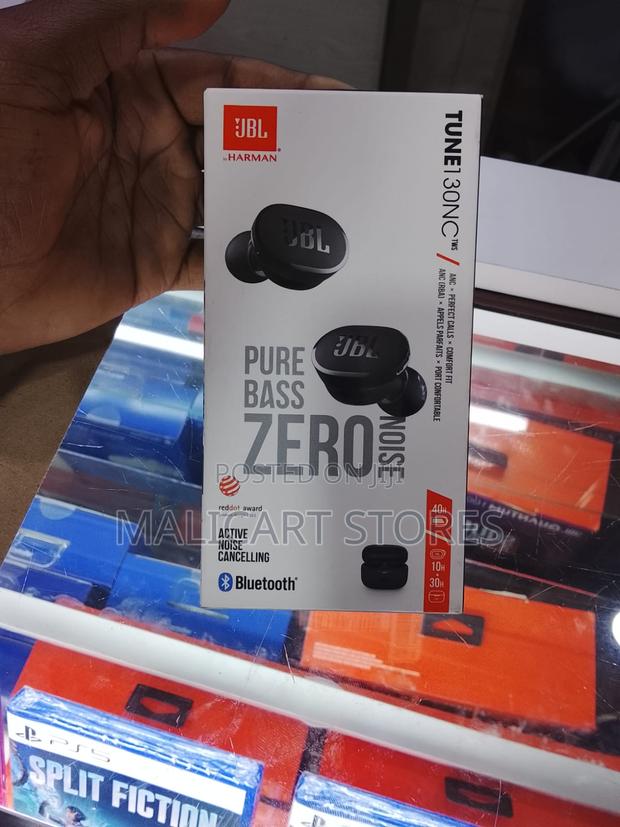 JBL
by HARMAN
TUNE130NC TWS
ANC × PERFECT CALLS × COMFORT FIT
ANC (RBA) × APPELS PARFAITS × PORT CONFORTABLE
JBL
JBL
PURE
BASS
ZERO
NOISE
POSTED ON jiji
MALICART STORES
reddot award
ACTIVE
NOISE
CANCELLING
Bluetooth®
40H
10H
+
30H
PS5
SPLIT FICTION